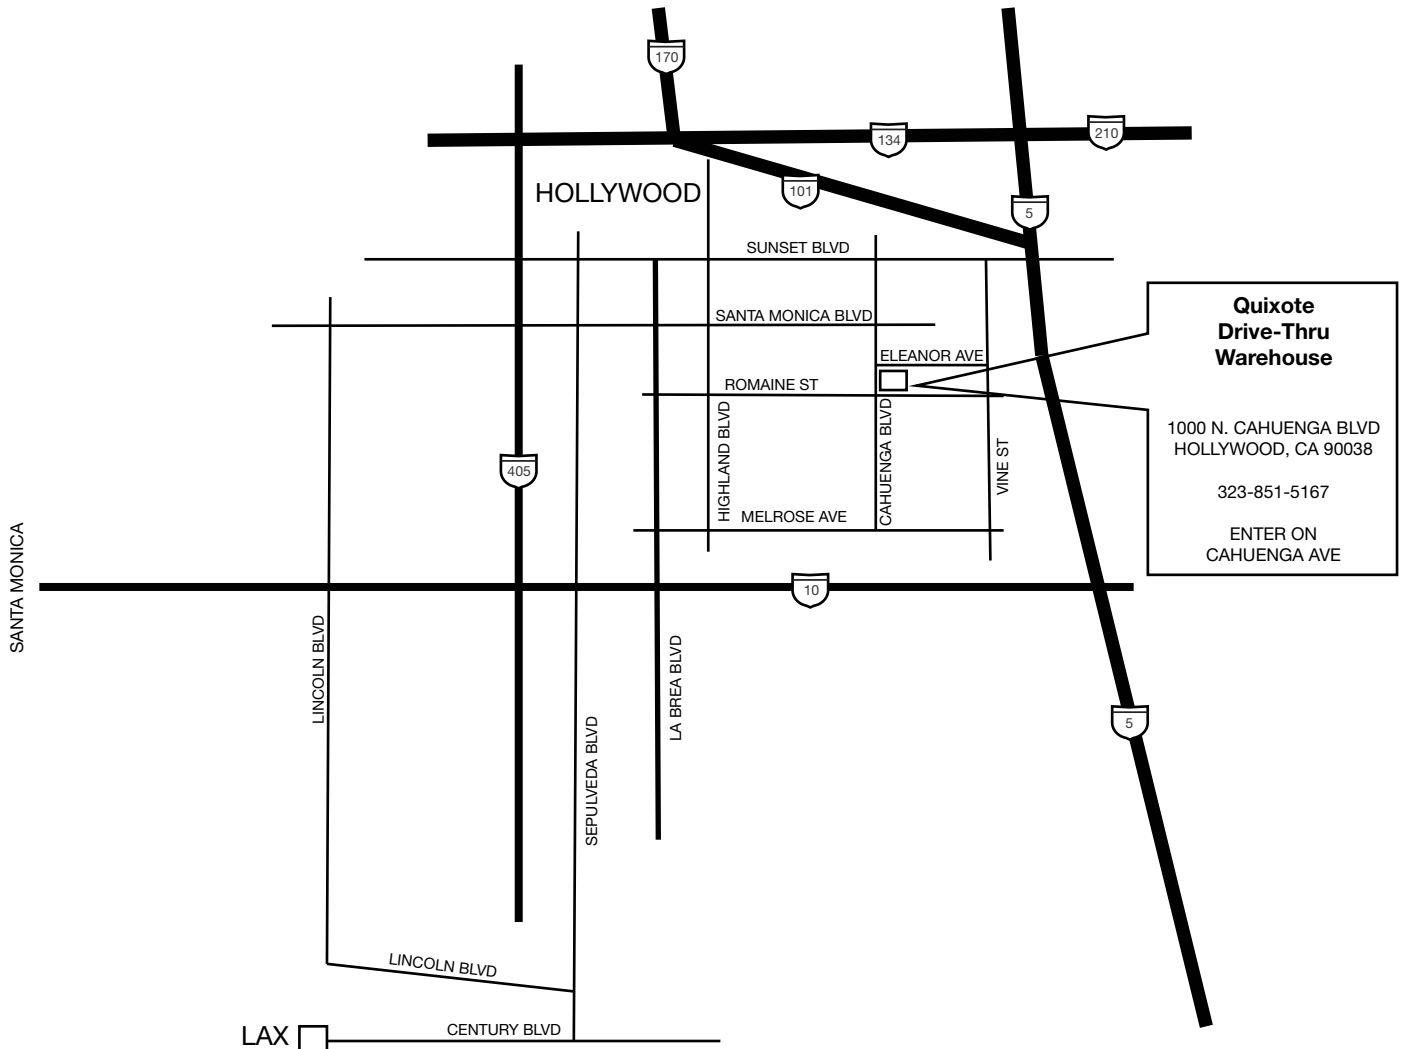 170
134
210
101
HOLLYWOOD
5
SUNSET BLVD
SANTA MONICA BLVD
ELEANOR AVE
ROMAINE ST
HIGHLAND BLVD
CAHUENGA BLVD
VINE ST
MELROSE AVE
405
Quixote
Drive-Thru
Warehouse
1000 N. CAHUENGA BLVD
HOLLYWOOD, CA 90038
323-851-5167
ENTER ON
CAHUENGA AVE
SANTA MONICA
10
LINCOLN BLVD
LA BREA BLVD
SEPULVEDA BLVD
5
LINCOLN BLVD
CENTURY BLVD
LAX